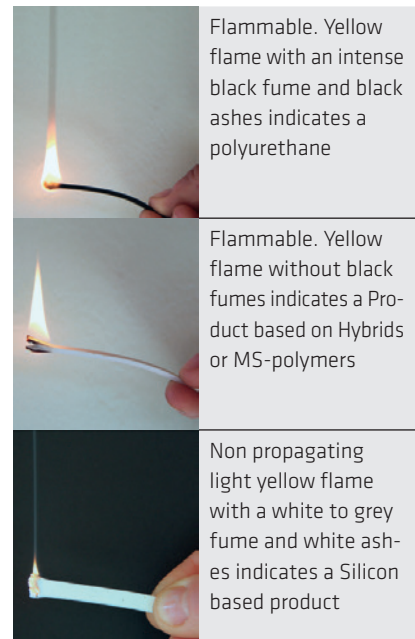 Flammable. Yellow
flame with an intense
black fume and black
ashes indicates a
polyurethane
Flammable. Yellow
flame without black
fumes indicates a Pro-
duct based on Hybrids
or MS-polymers
Non propagating
light yellow flame
with a white to grey
fume and white ash-
es indicates a Silicon
based product